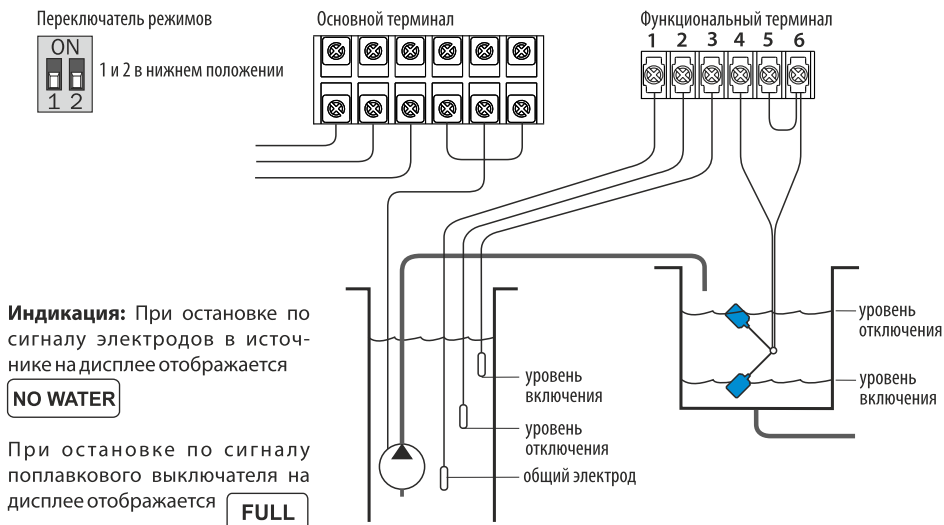 Переключатель режимов
ON
1 2
1 и 2 в нижнем положении
Основной терминал
Функциональный терминал
1 2 3 4 5 6
Индикация: При остановке по
сигналу электродов в источ-
нике на дисплее отображается
NO WATER
При остановке по сигналу
поплавкового выключателя на
дисплее отображается
FULL
уровень
включения
уровень
отключения
общий электрод
уровень
отключения
уровень
включения